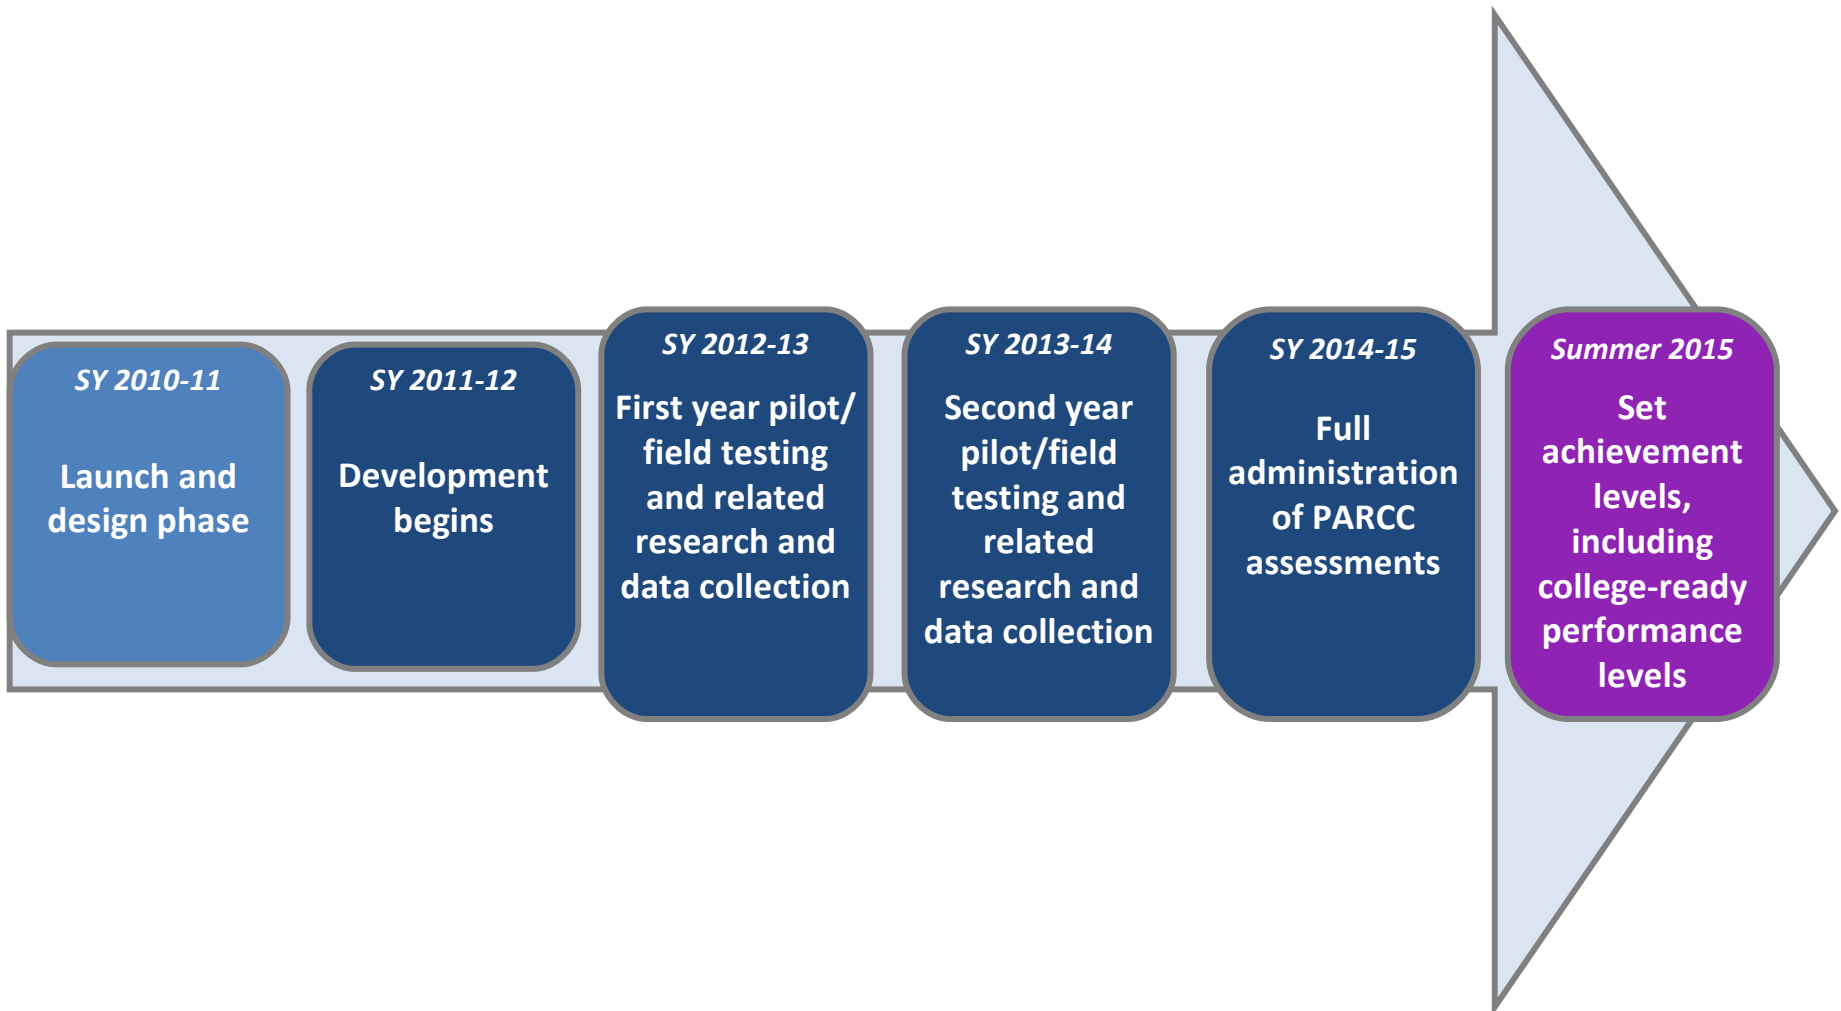 SY 2010-11
Launch and
design phase
SY 2011-12
Development
begins
SY 2012-13
First year pilot/
field testing
and related
research and
data collection
SY 2013-14
Second year
pilot/field
testing and
related
research and
data collection
SY 2014-15
Full
administration
of PARCC
assessments
Summer 2015
Set
achievement
levels,
including
college-ready
performance
levels